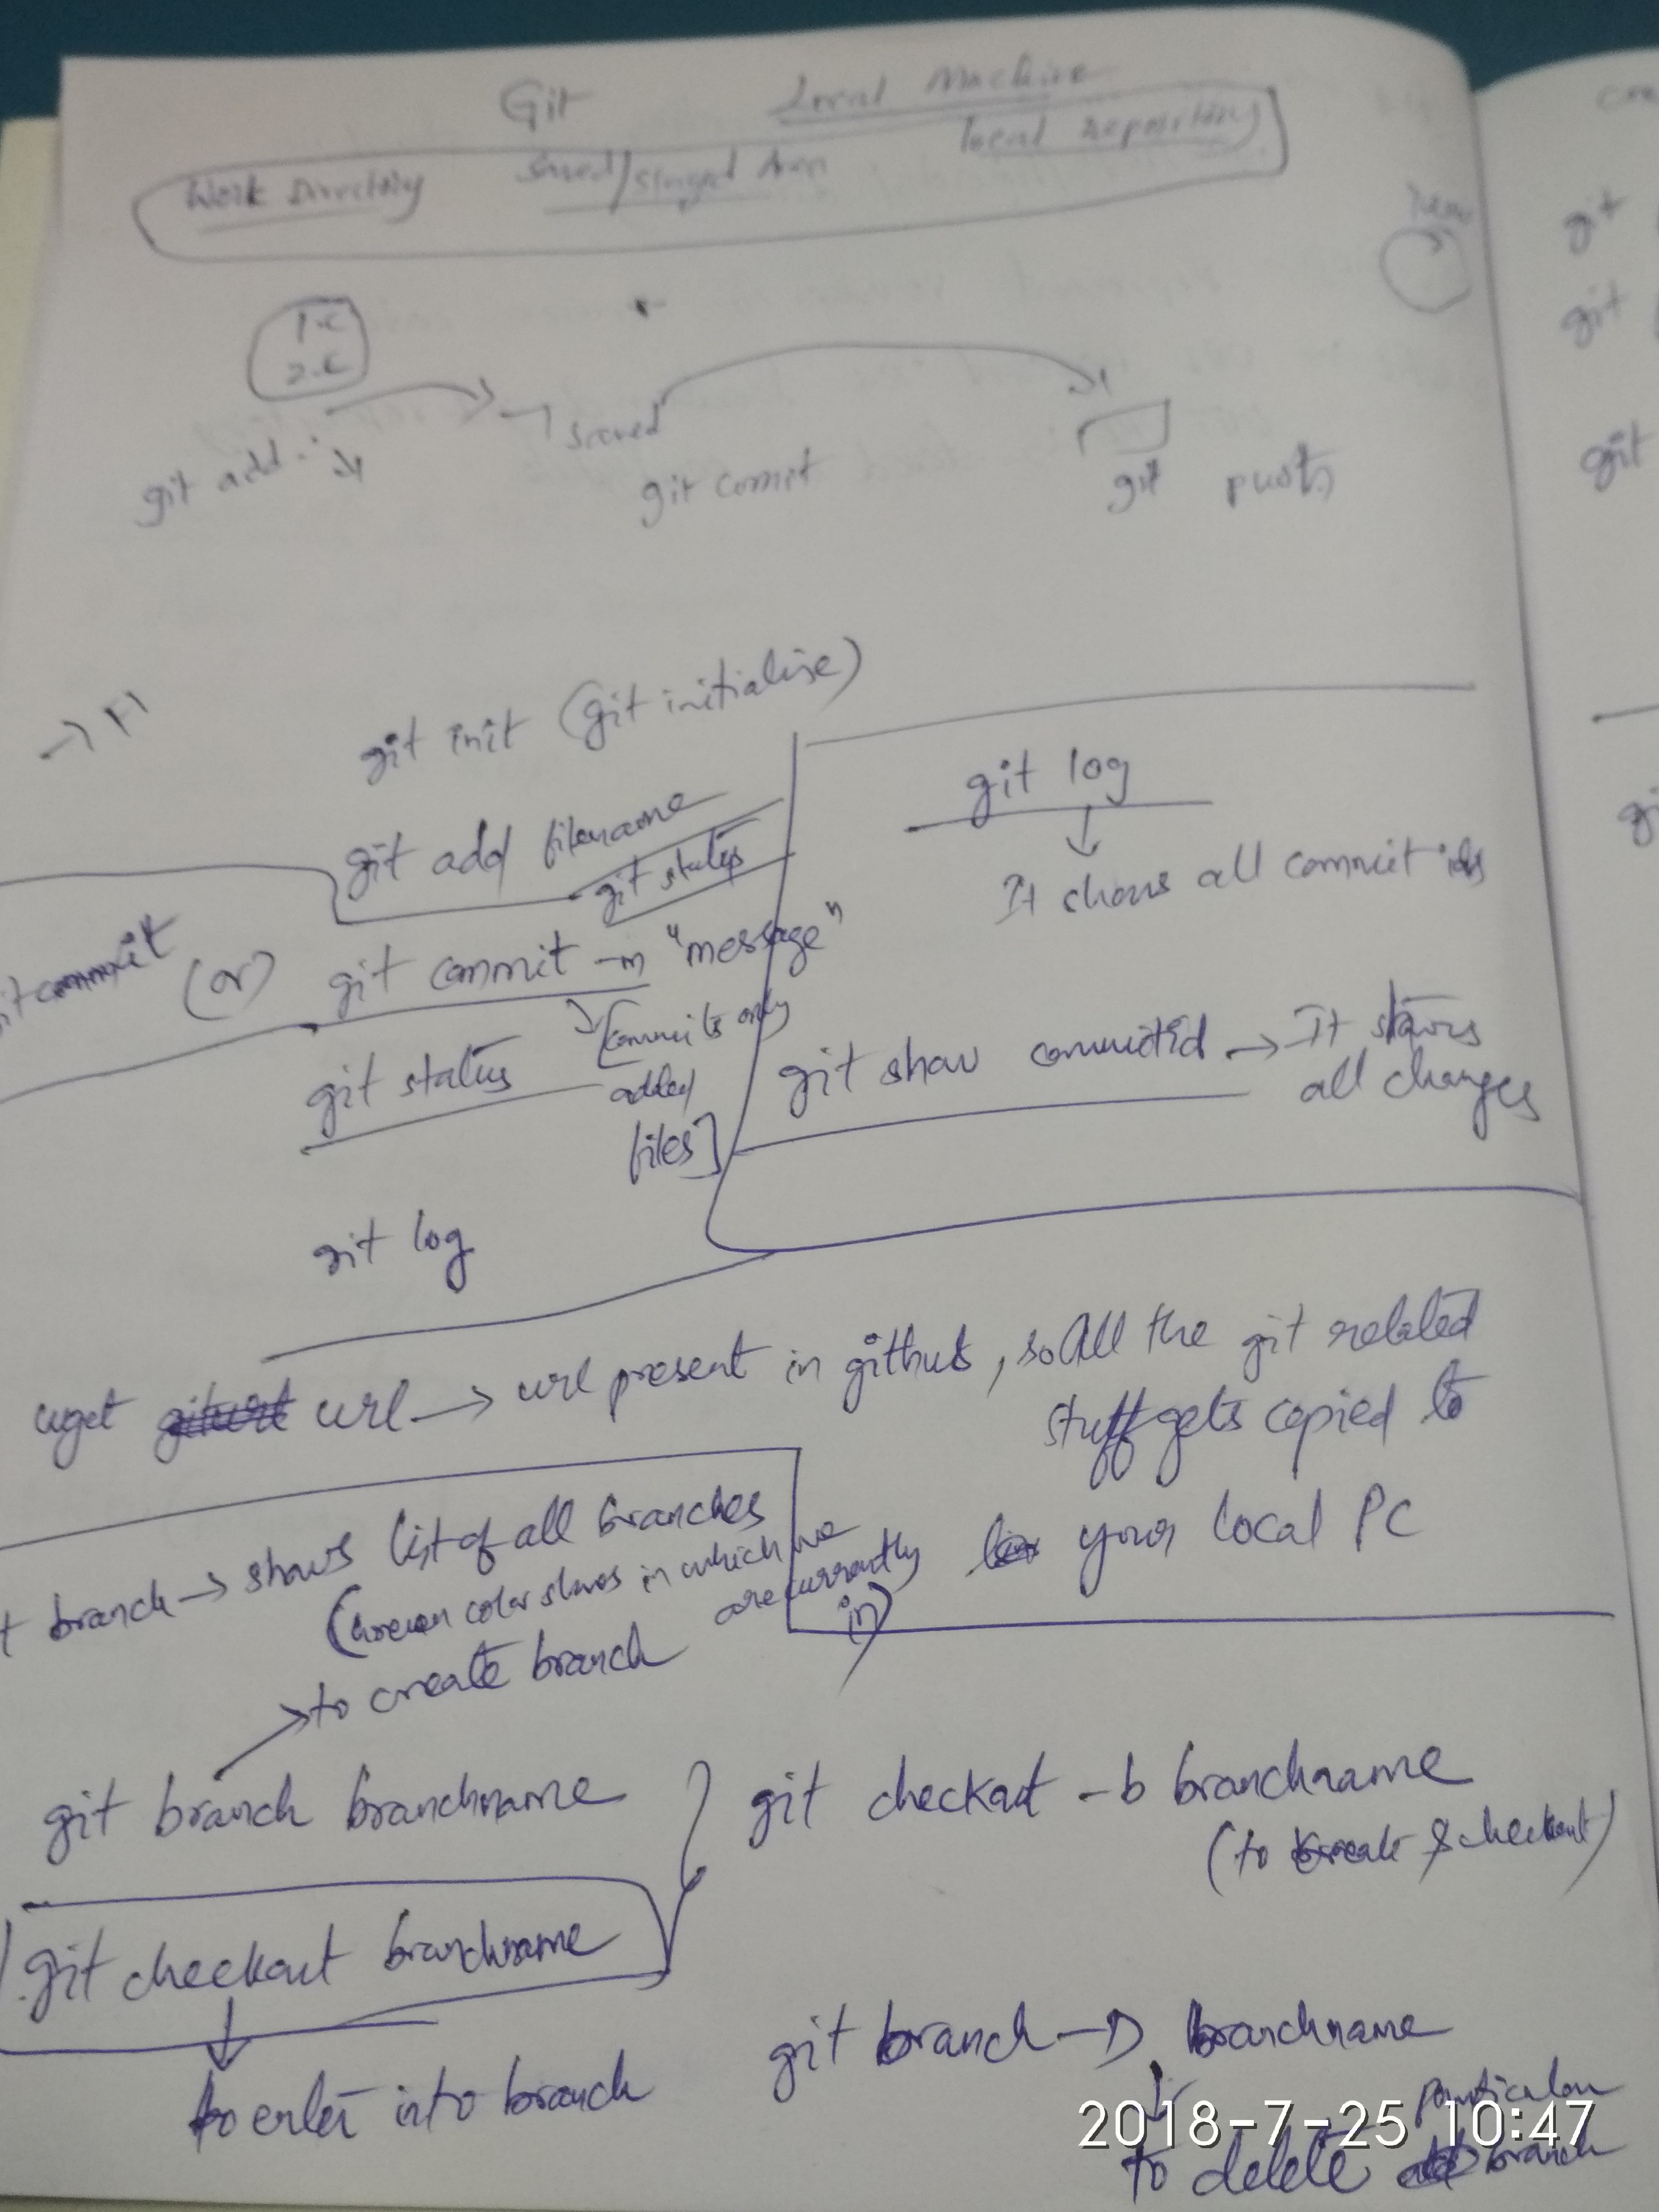 Git
Local Machine
Work Directory Saved/Staged Area local repository
1.c
2.c
git add . → saved
git comit
git push
git init (git initialise)
git add filename
git status
git commit (or) git commit -m "message"
[commits only
added
files]
git status
git log
git log
It shows all commit ids
git show commitid → It shows
all changes
wget url → url present in github, so All the git related
stuff gets copied to
your local PC
branch → shows list of all branches
(green color shows in which we
are currently
in)
→ to create branch
git branch branchname
git checkout -b branchname
(to create & checkout)
git checkout branchname
to enter into branch
git branch -D branchname
to delete particular
branch
2018-7-25 10:47
git
git
git